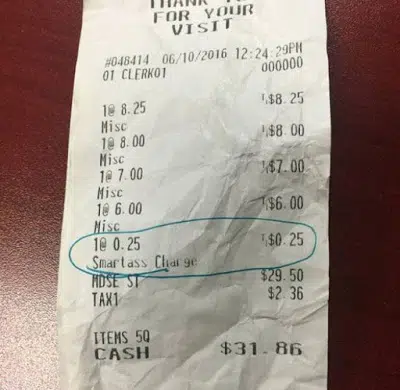 THANK YO
FOR YOUR
VISIT
#048414 06/10/2016 12:24:29PM
01 CLERK01 000000
1@ 8.25 T₁$8.25
Misc
1@ 8.00 T₁$8.00
Misc
1@ 7.00 T₁$7.00
Misc
1@ 6.00 T₁$6.00
Misc
1@ 0.25 T₁$0.25
Smartass Charge
MDSE ST $29.50
TAX1 $2.36
ITEMS 5Q
CASH $31.86